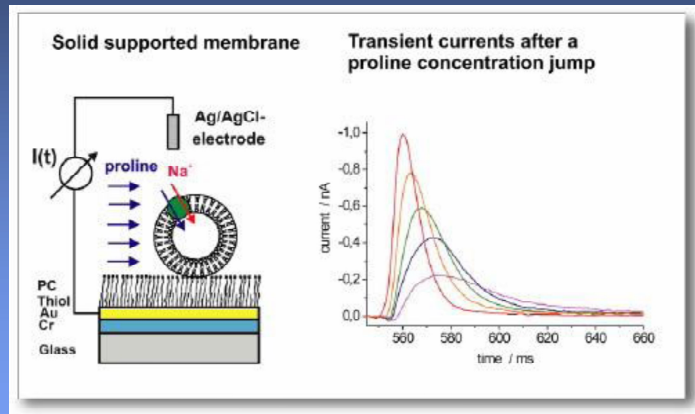 Solid supported membrane
Ag/AgCl-
electrode
I(t)
proline
Na⁺
PC
Thiol
Au
Cr
Glass
Transient currents after a
proline concentration jump
current / nA
-1,0
-0,8
-0,6
-0,4
-0,2
0,0
560
580
600
620
640
660
time / ms